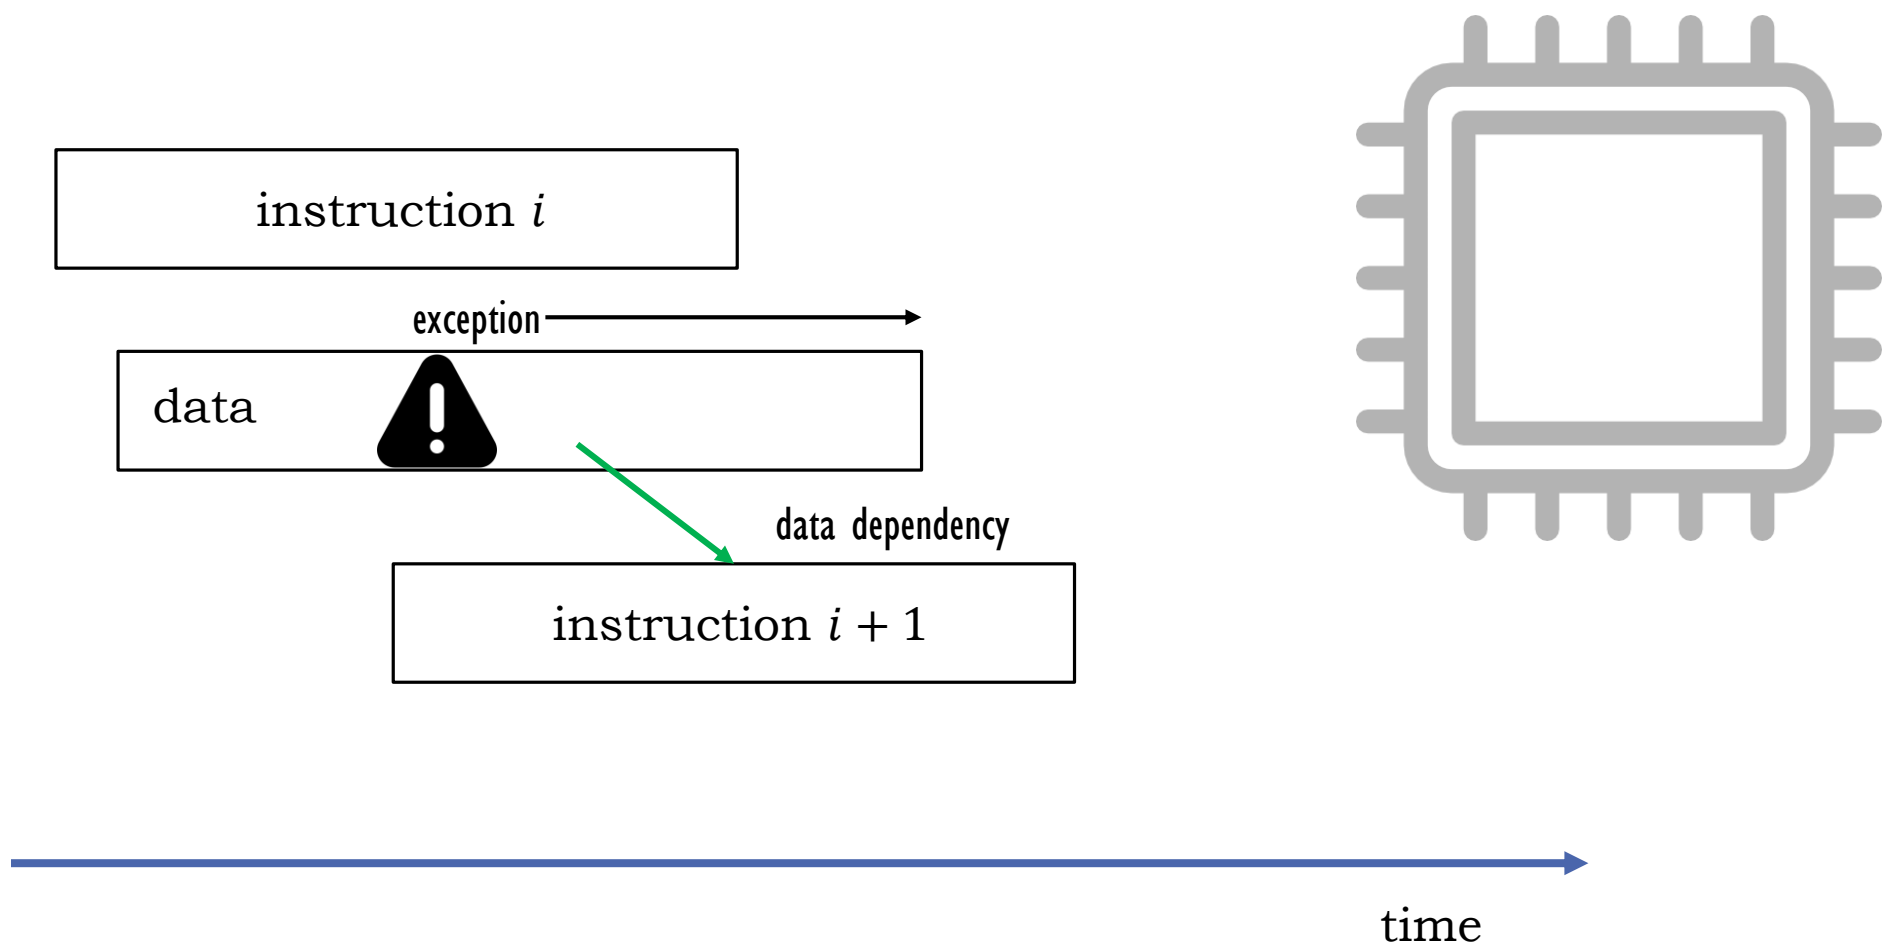 instruction i
exception
data
data dependency
instruction i + 1
time